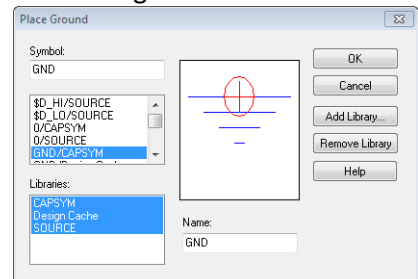 Place Ground
Symbol:
GND
$D_HI/SOURCE
$D_LO/SOURCE
0/CAPSYM
0/SOURCE
GND/CAPSYM
Libraries:
CAPSYM
Design Cache
SOURCE
Name:
GND
OK
Cancel
Add Library...
Remove Library
Help